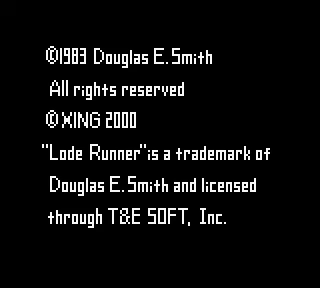 ©1983 Douglas E. Smith
All rights reserved
© XING 2000
"Lode Runner"is a trademark of
Douglas E. Smith and licensed
through T&E SOFT, Inc.